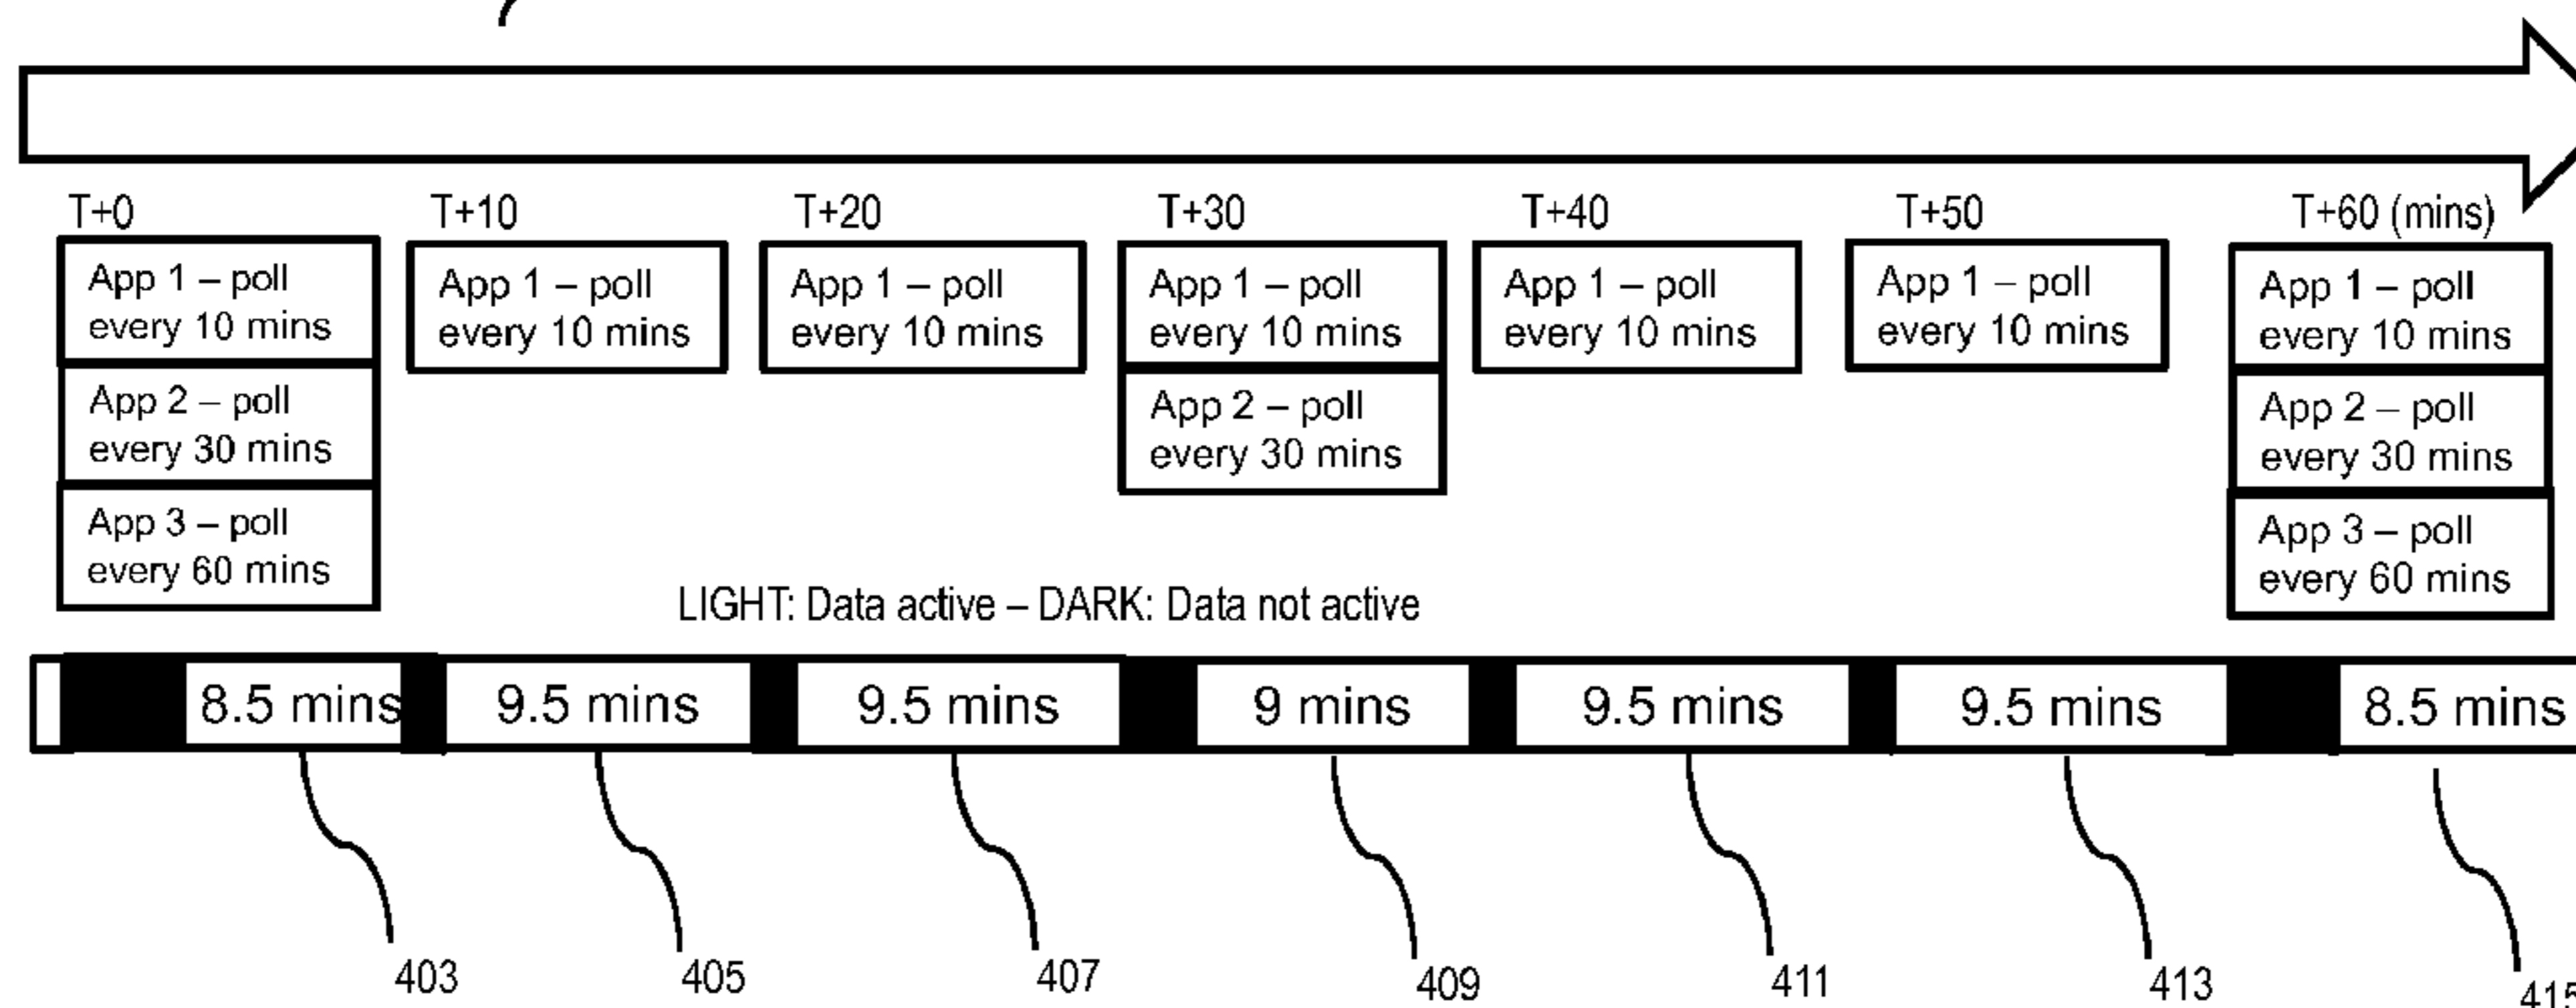 T+0
T+10
T+20
T+30
T+40
T+50
T+60 (mins)
App 1 – poll
every 10 mins
App 2 – poll
every 30 mins
App 3 – poll
every 60 mins
App 1 – poll
every 10 mins
App 1 – poll
every 10 mins
App 1 – poll
every 10 mins
App 2 – poll
every 30 mins
App 1 – poll
every 10 mins
App 1 – poll
every 10 mins
App 1 – poll
every 10 mins
App 2 – poll
every 30 mins
App 3 – poll
every 60 mins
LIGHT: Data active – DARK: Data not active
8.5 mins
9.5 mins
9.5 mins
9 mins
9.5 mins
9.5 mins
8.5 mins
403
405
407
409
411
413
415